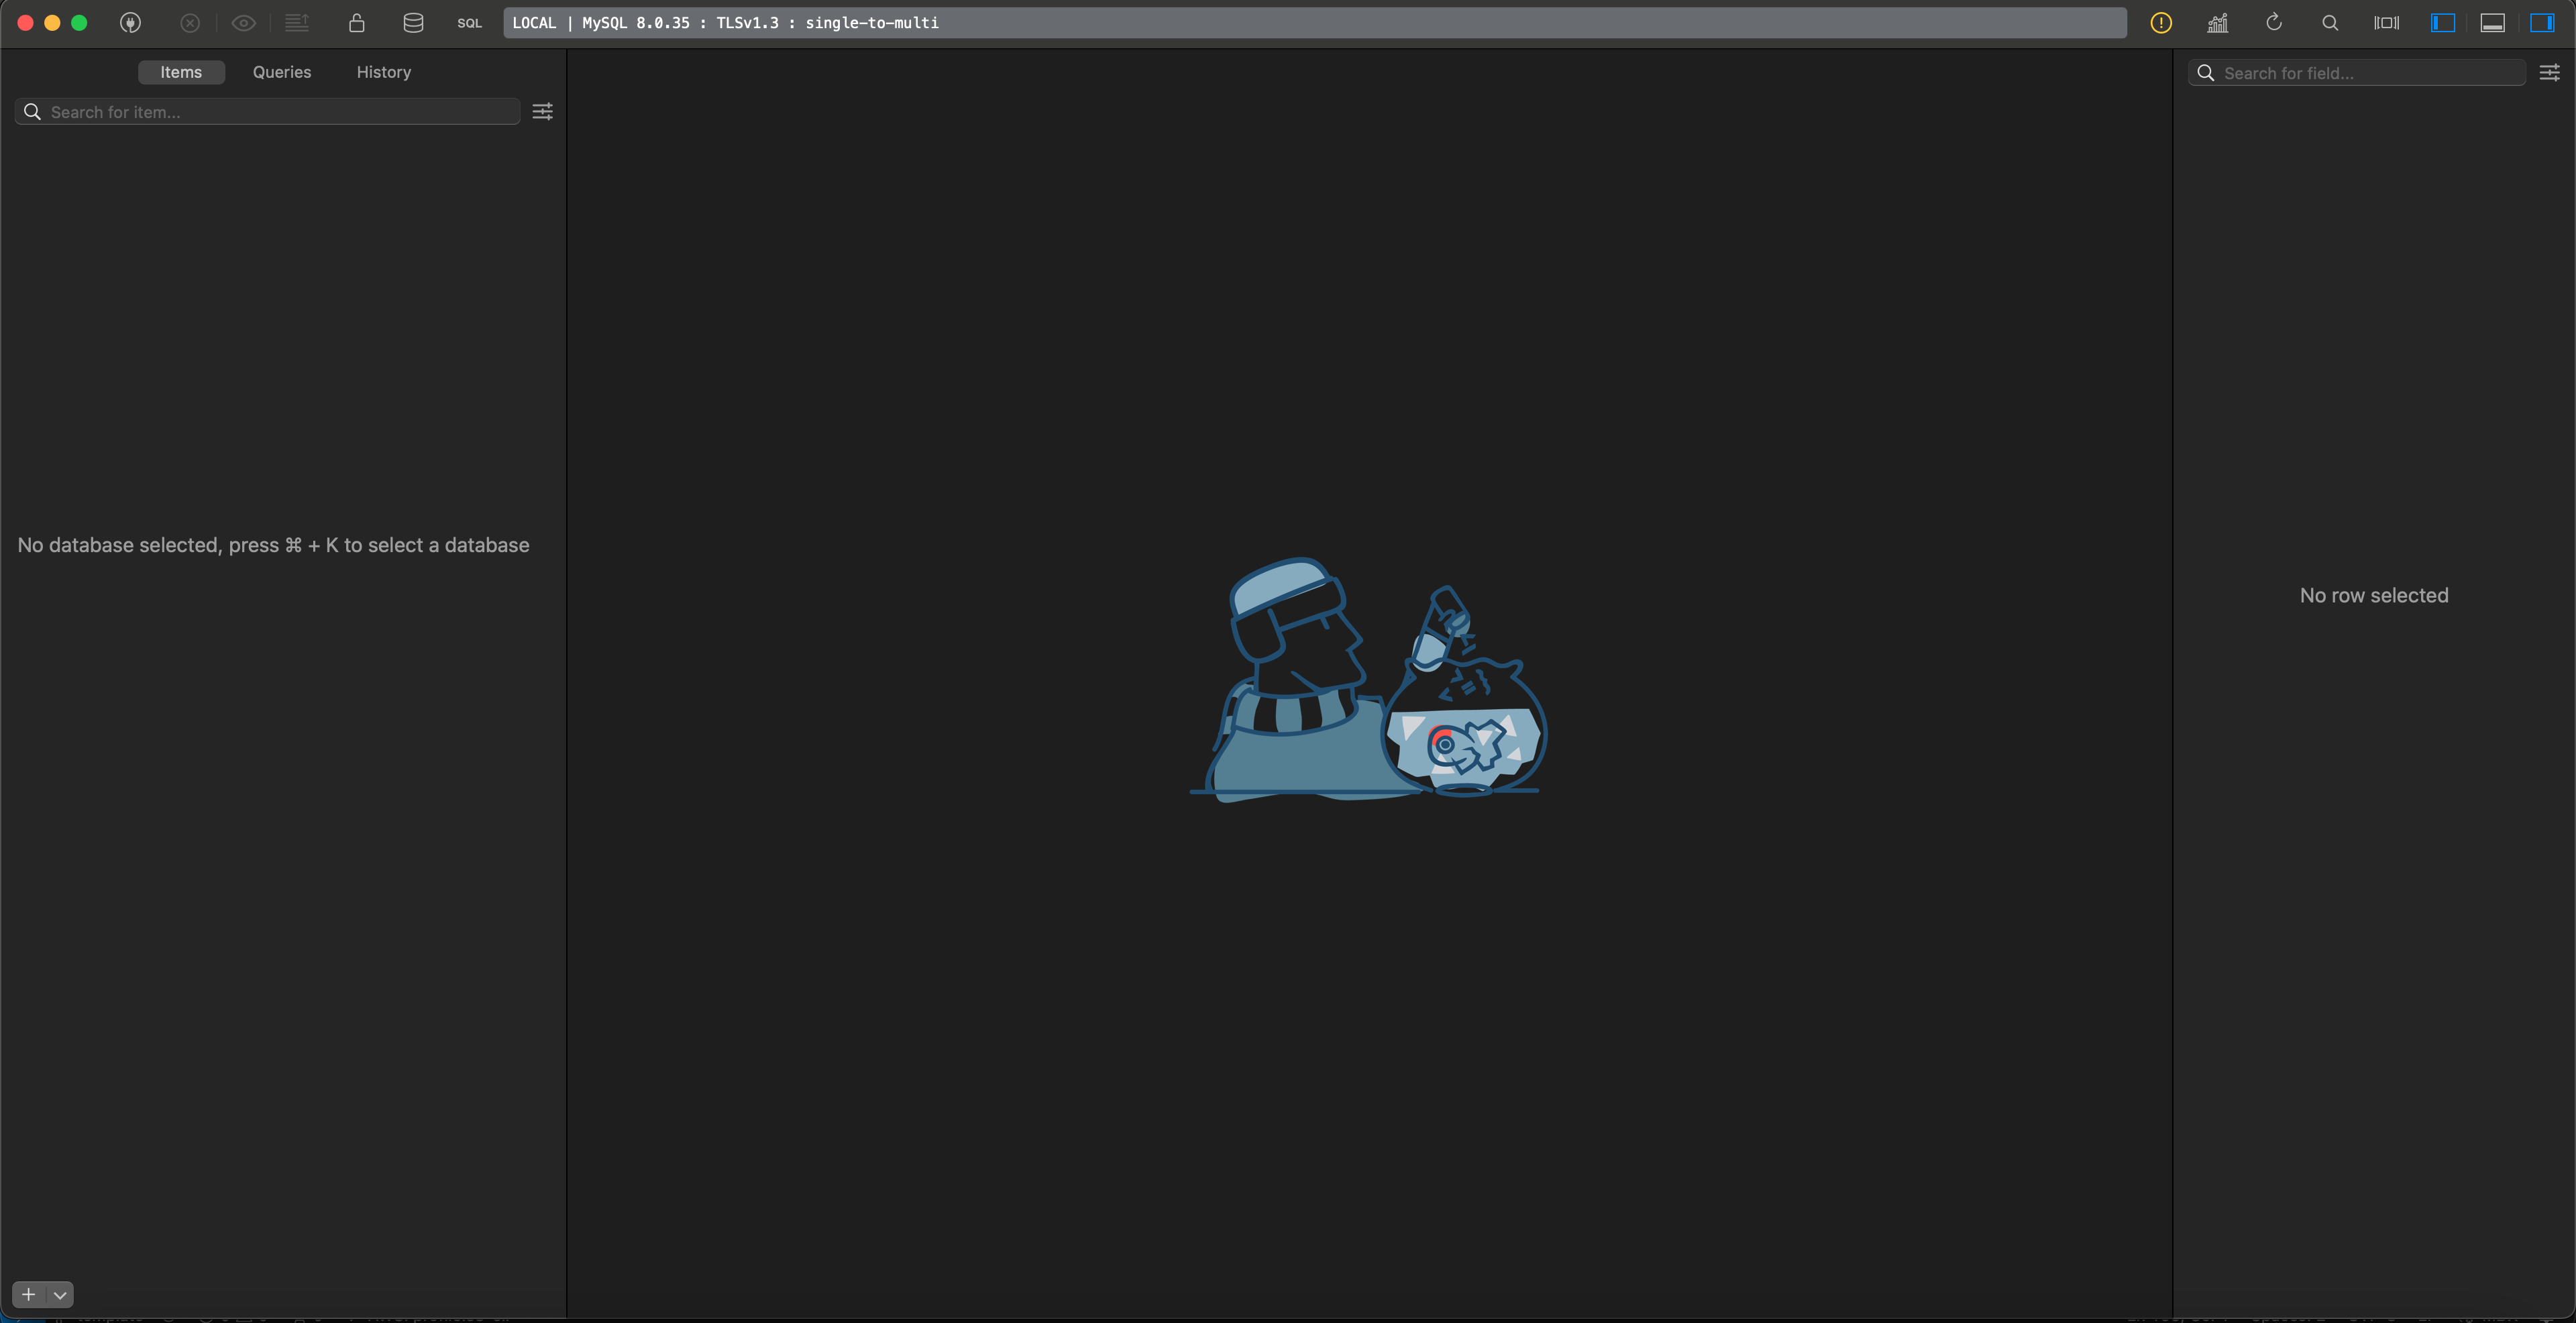 SQL
LOCAL | MySQL 8.0.35 : TLSv1.3 : single-to-multi
Items Queries History
Search for item...
Search for field...
No database selected, press ⌘ + K to select a database
No row selected